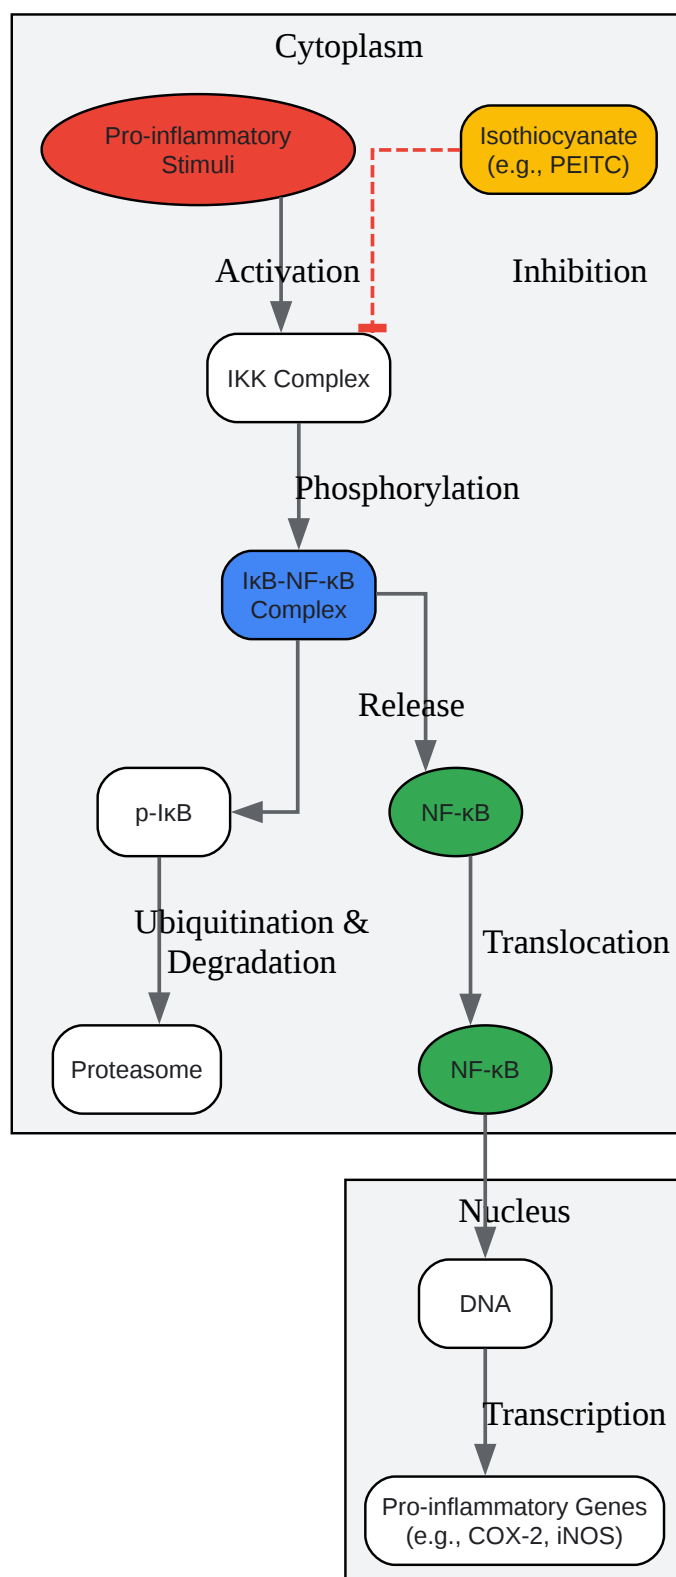 Cytoplasm
Pro-inflammatory
Stimuli
Isothiocyanate
(e.g., PEITC)
Activation
Inhibition
IKK Complex
Phosphorylation
IκB-NF-κB
Complex
Release
p-IκB
NF-κB
Ubiquitination &
Degradation
Translocation
Proteasome
NF-κB
Nucleus
DNA
Transcription
Pro-inflammatory Genes
(e.g., COX-2, iNOS)